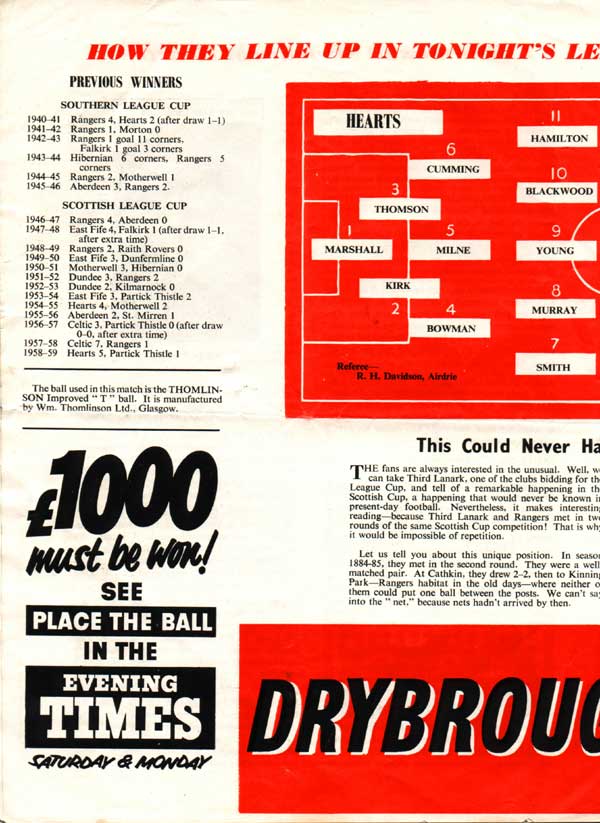 HOW THEY LINE UP IN TONIGHT'S LE
PREVIOUS WINNERS
SOUTHERN LEAGUE CUP
1940–41 Rangers 4, Hearts 2 (after draw 1–1)
1941–42 Rangers 1, Morton 0
1942–43 Rangers 1 goal 11 corners,
Falkirk 1 goal 3 corners
1943–44 Hibernian 6 corners, Rangers 5
corners
1944–45 Rangers 2, Motherwell 1
1945–46 Aberdeen 3, Rangers 2.
SCOTTISH LEAGUE CUP
1946–47 Rangers 4, Aberdeen 0
1947–48 East Fife 4, Falkirk 1 (after draw 1–1,
after extra time)
1948–49 Rangers 2, Raith Rovers 0
1949–50 East Fife 3, Dunfermline 0
1950–51 Motherwell 3, Hibernian 0
1951–52 Dundee 3, Rangers 2
1952–53 Dundee 2, Kilmarnock 0
1953–54 East Fife 3, Partick Thistle 2
1954–55 Hearts 4, Motherwell 2
1955–56 Aberdeen 2, St. Mirren 1
1956–57 Celtic 3, Partick Thistle 0 (after draw
0–0, after extra time)
1957–58 Celtic 7, Rangers 1
1958–59 Hearts 5, Partick Thistle 1
The ball used in this match is the THOMLIN-
SON Improved " T " ball. It is manufactured
by Wm. Thomlinson Ltd., Glasgow.
£1000
must be won!
SEE
PLACE THE BALL
IN THE
EVENING
TIMES
SATURDAY & MONDAY
HEARTS
11
HAMILTON
6
CUMMING
10
BLACKWOOD
3
THOMSON
1
MARSHALL
5
MILNE
9
YOUNG
KIRK
2
8
MURRAY
4
BOWMAN
7
SMITH
Referee—
R. H. Davidson, Airdrie
This Could Never Ha
THE fans are always interested in the unusual. Well, w
can take Third Lanark, one of the clubs bidding for the
League Cup, and tell of a remarkable happening in the
Scottish Cup, a happening that would never be known in
present-day football. Nevertheless, it makes interesting
reading—because Third Lanark and Rangers met in two
rounds of the same Scottish Cup competition! That is why
it would be impossible of repetition.
Let us tell you about this unique position. In season
1884-85, they met in the second round. They were a well
matched pair. At Cathkin, they drew 2–2, then to Kinning
Park—Rangers habitat in the old days—where neither o
them could put one ball between the posts. We can't say
into the " net," because nets hadn't arrived by then.
DRYBROUG